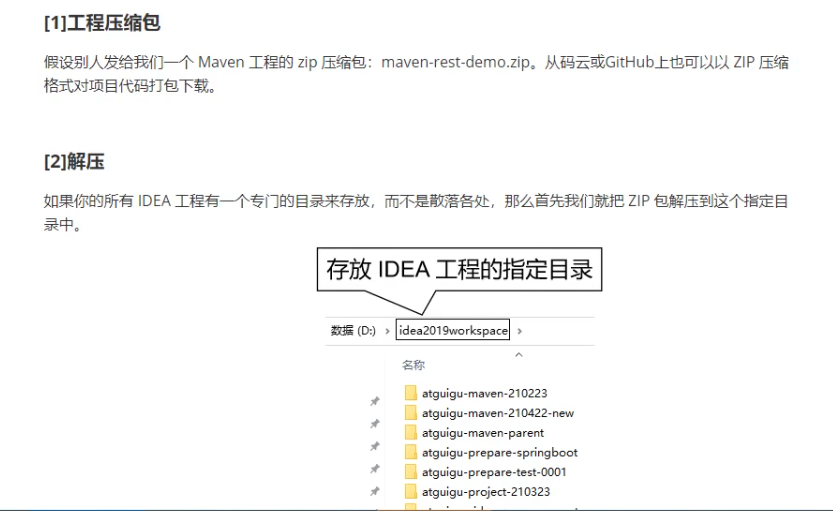 [1]工程压缩包
假设别人发给我们一个 Maven 工程的 zip 压缩包：maven-rest-demo.zip。从码云或GitHub上也可以以 ZIP 压缩
格式对项目代码打包下载。
[2]解压
如果你的所有 IDEA 工程有一个专门的目录来存放，而不是散落各处，那么首先我们就把 ZIP 包解压到这个指定目
录中。
存放 IDEA 工程的指定目录
数据 (D:) › idea2019workspace ›
名称
atguigu-maven-210223
atguigu-maven-210422-new
atguigu-maven-parent
atguigu-prepare-springboot
atguigu-prepare-test-0001
atguigu-project-210323